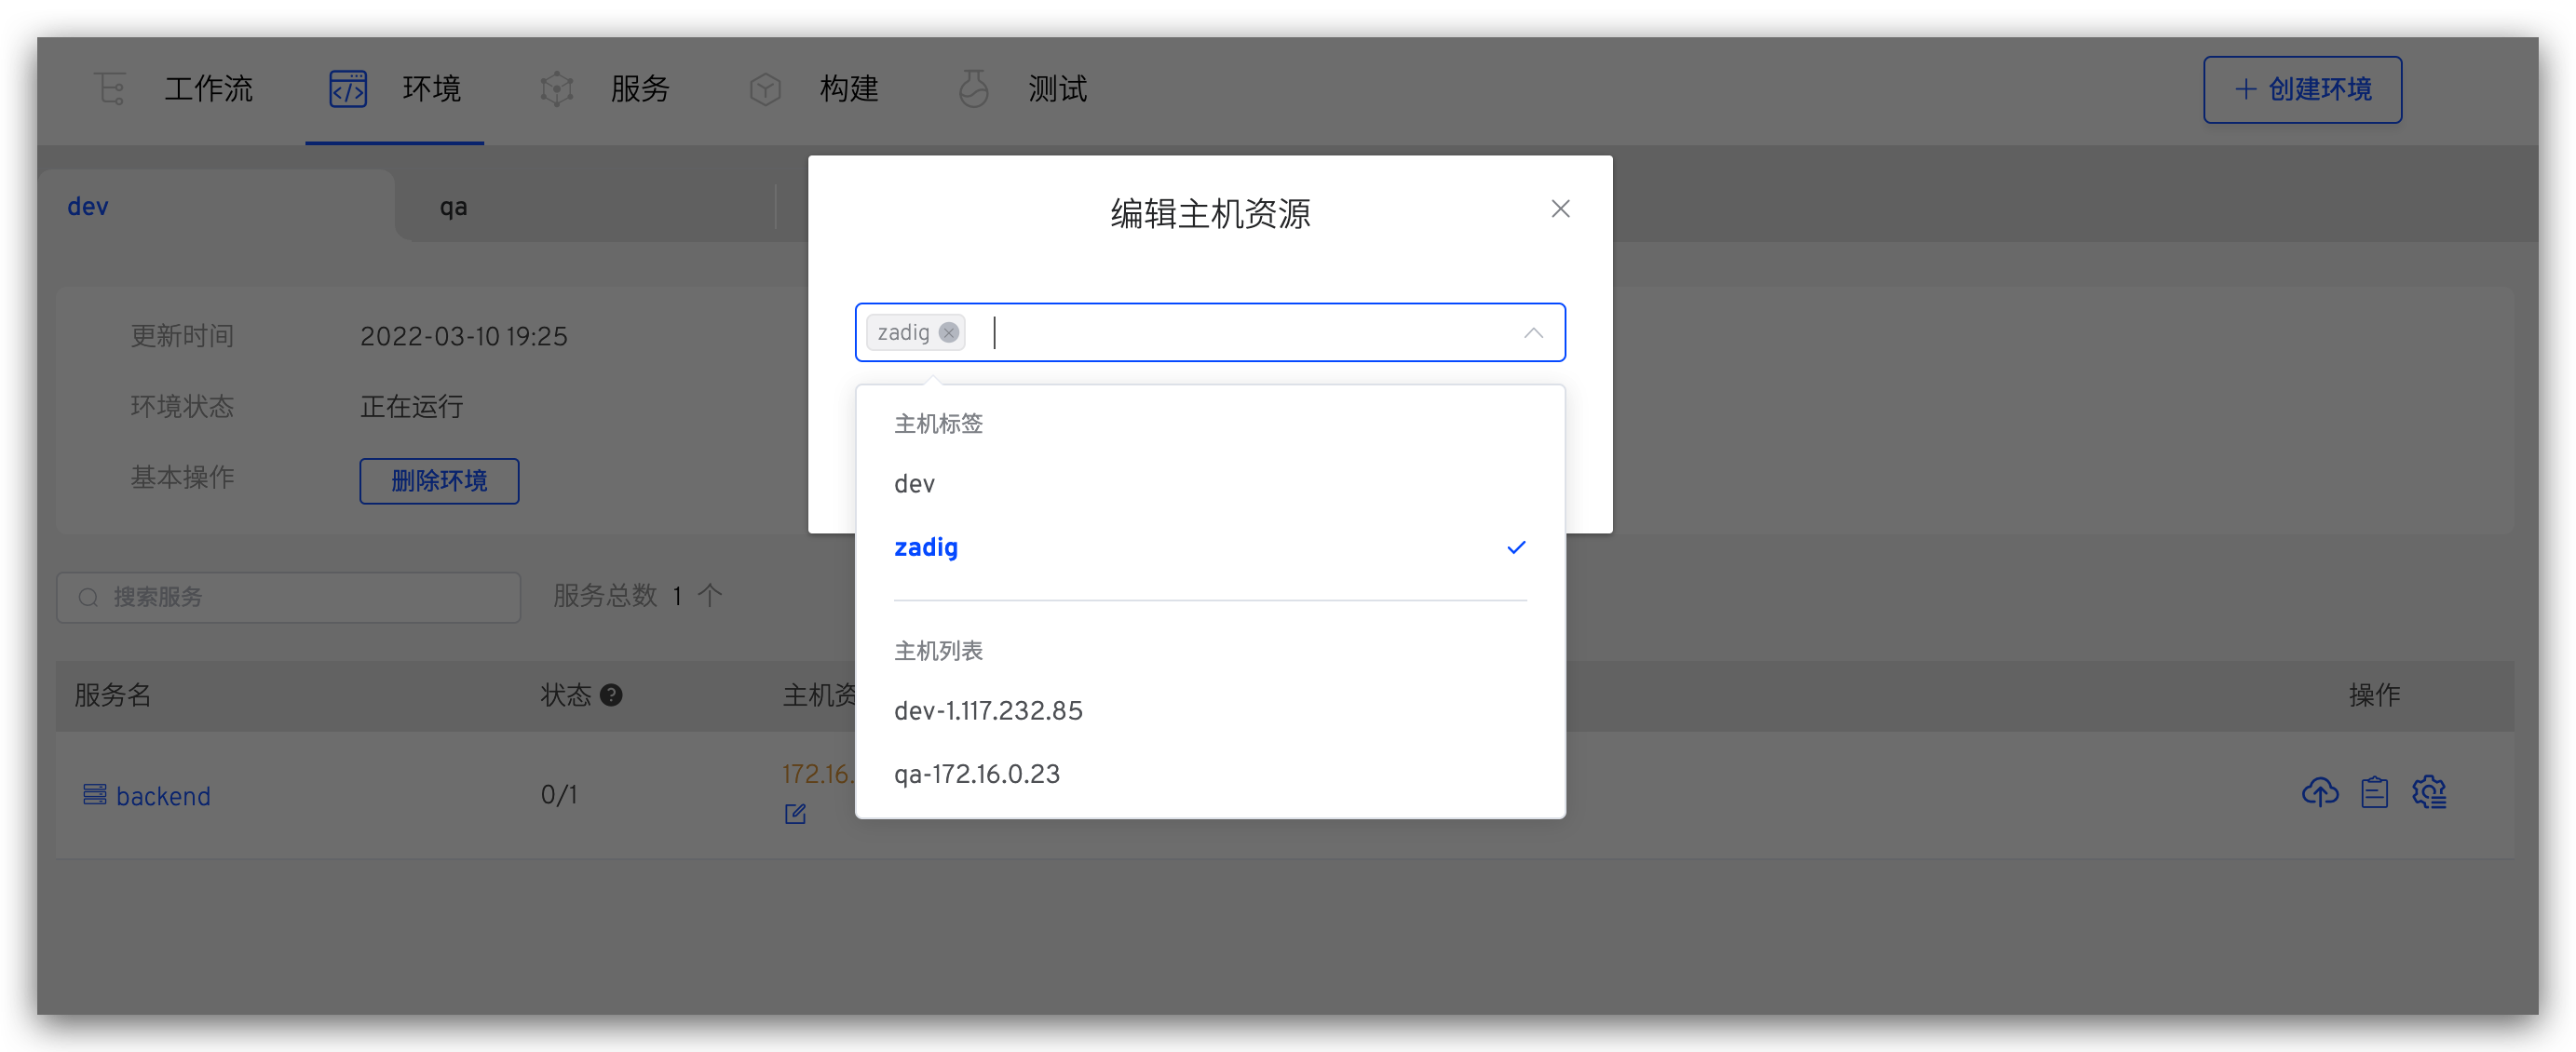 工作流 环境 服务 构建 测试 创建环境
dev qa
编辑主机资源
zadig
更新时间 2022-03-10 19:25
环境状态 正在运行
基本操作 删除环境
主机标签
dev
zadig
搜索服务 服务总数 1 个
主机列表
服务名 状态 主机资 操作
dev-1.117.232.85
qa-172.16.0.23
172.16.
backend 0/1